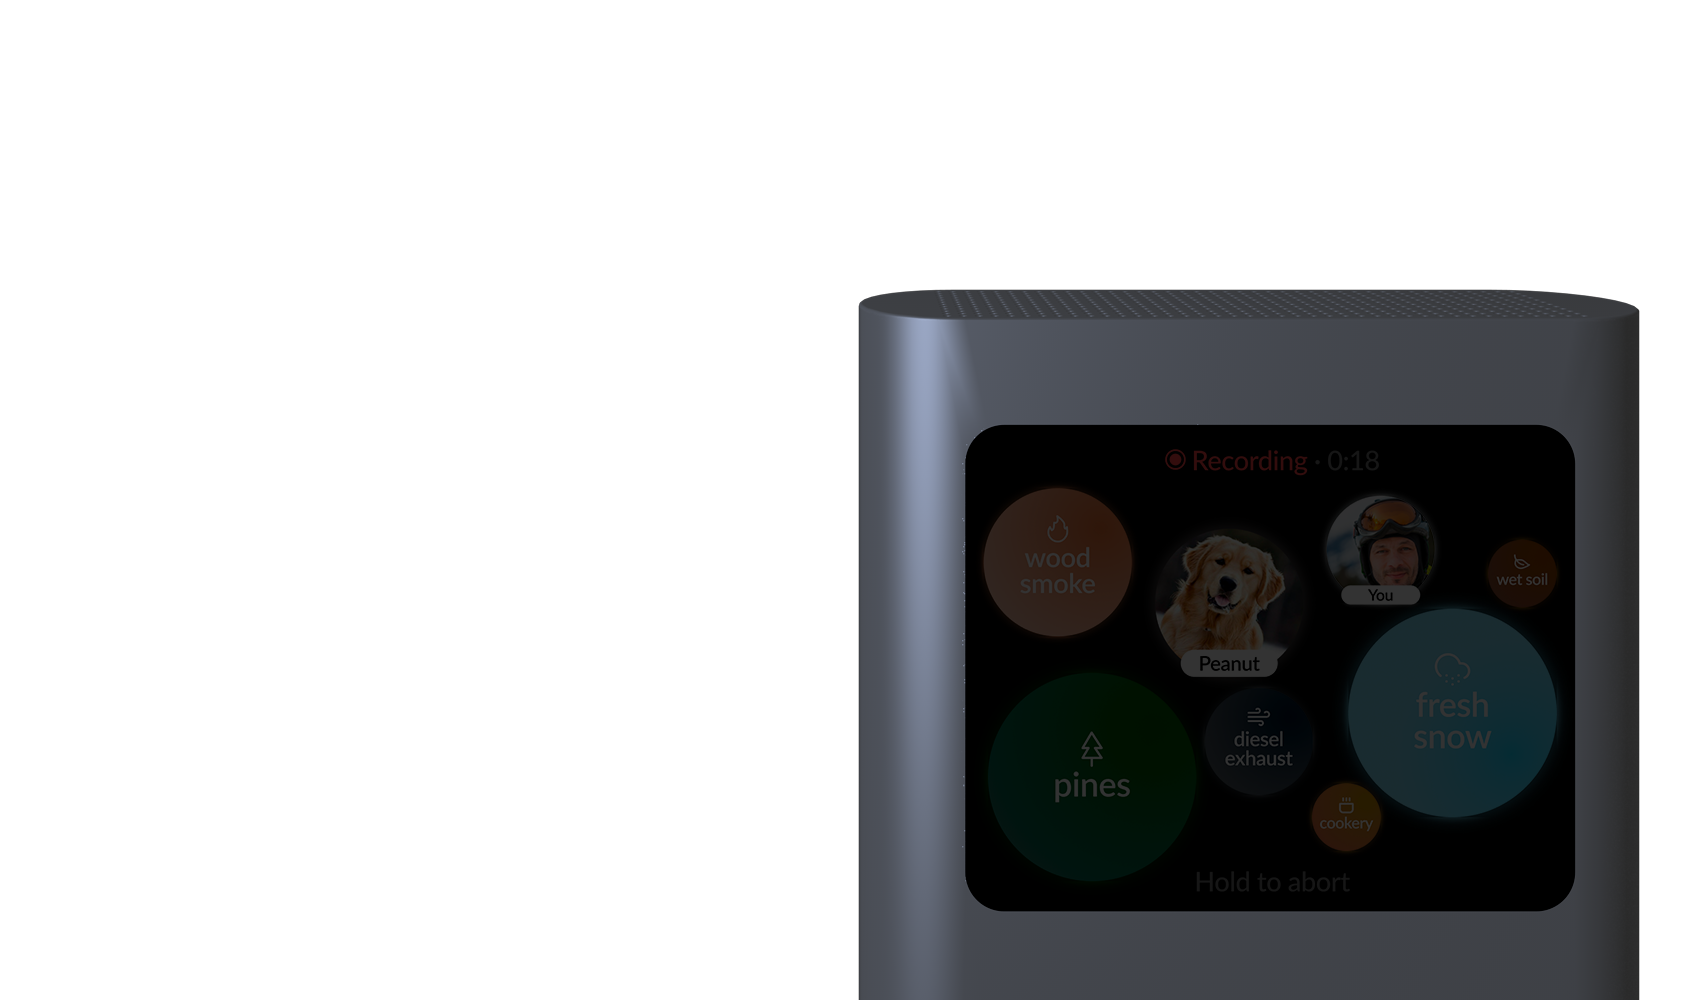 Recording · 0:18
wood
smoke
You
wet soil
Peanut
fresh
snow
diesel
exhaust
pines
cookery
Hold to abort